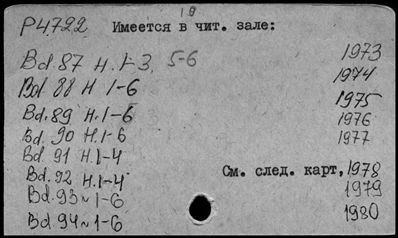 19
P4722 Имеется в чит. зале:
Bd.87 H.1-3, 5-6 1973
Bd. 88 H 1-6 1974
Bd.89 H.1-6 1975
Bd. 90 H.1-6 1976
Bd. 91 H.1-4 1977
Bd.92 H.1-4 См. след. карт, 1978
Bd.93 ~ 1-6 1979
Bd.94 ~ 1-6 1980